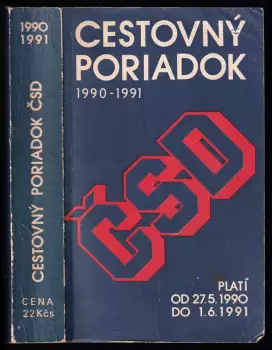 1990
1991
CESTOVNÝ PORIADOK ČSD
CENA
22Kčs
CESTOVNÝ
PORIADOK
1990-1991
ČSD
PLATÍ
OD 27.5.1990
DO 1.6.1991